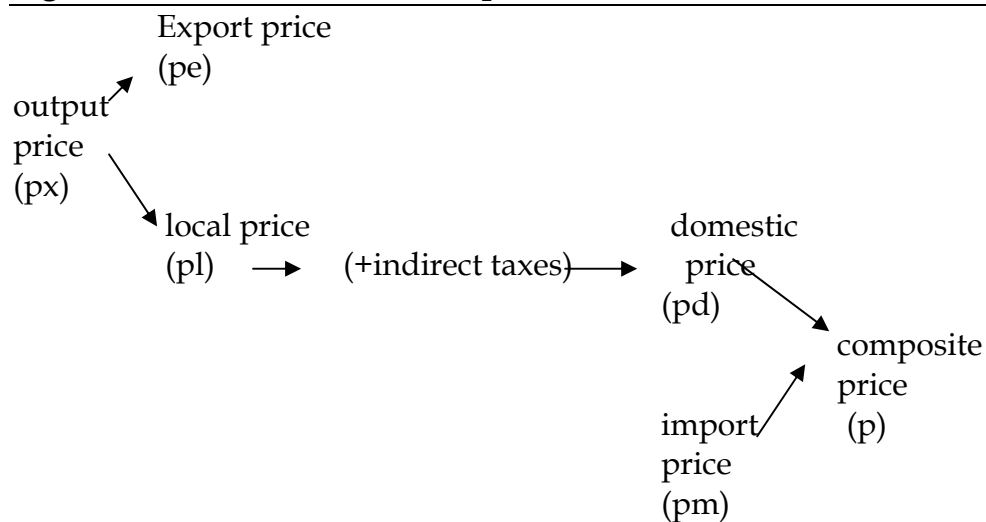 Export price
(pe)
output
price
(px)
local price
(pl)
(+indirect taxes)
domestic
price
(pd)
composite
price
(p)
import
price
(pm)